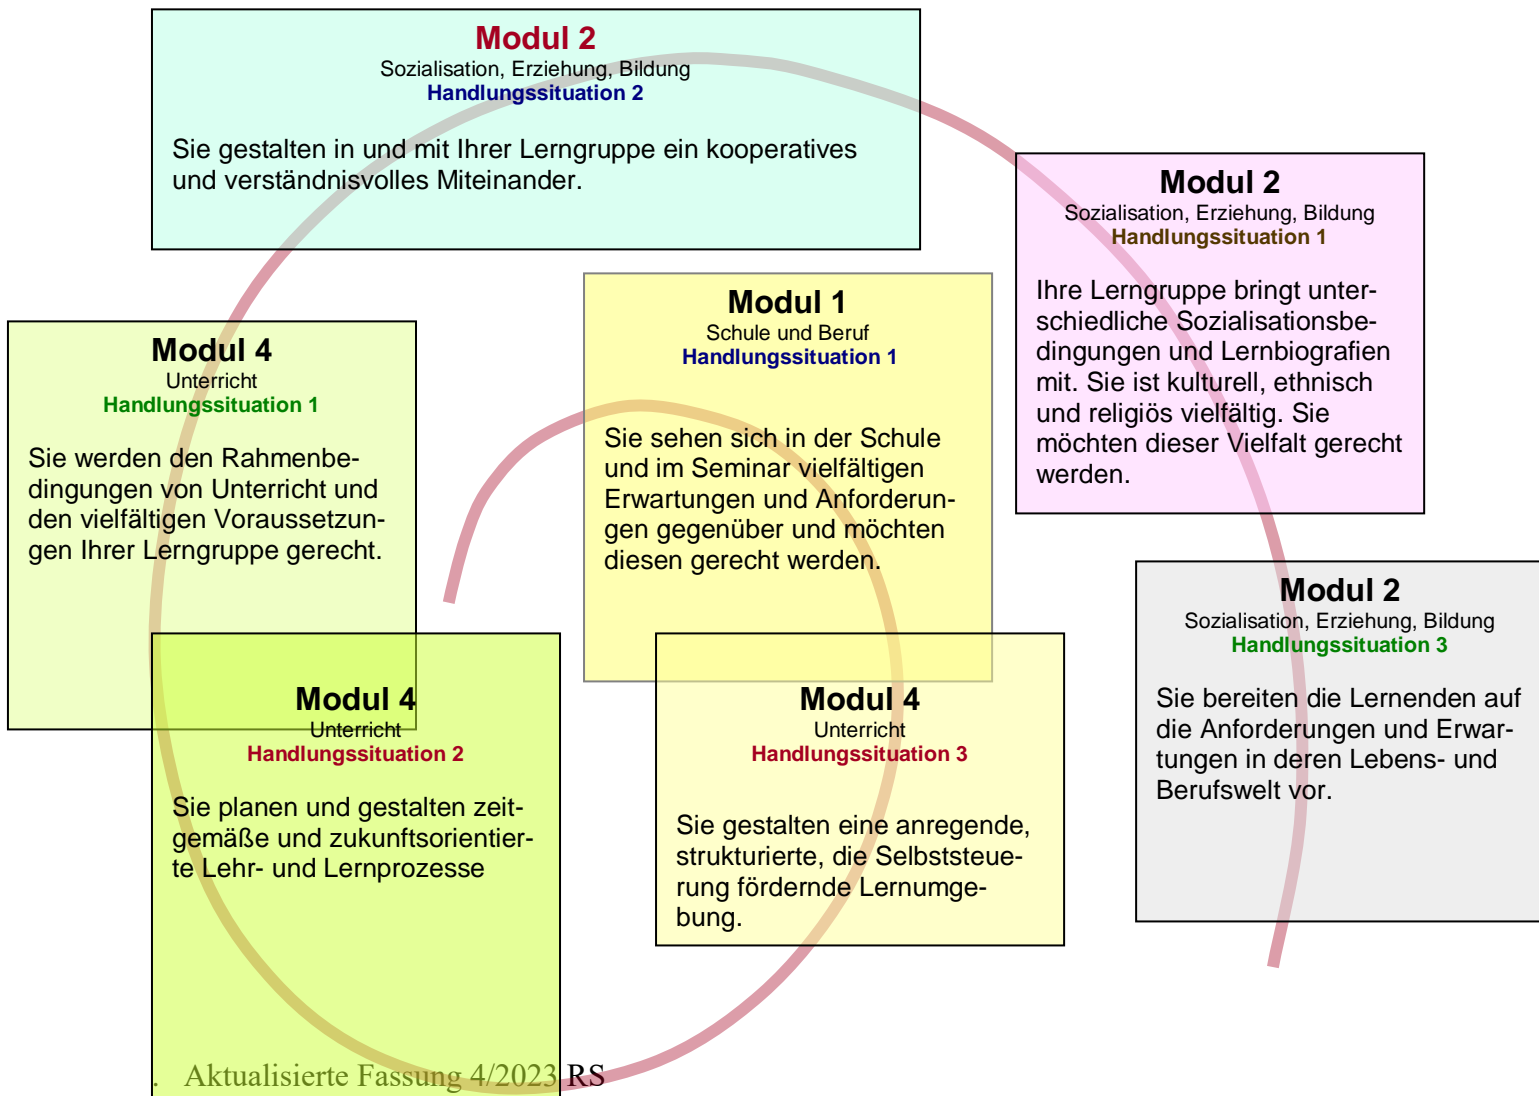 Modul 2
Sozialisation, Erziehung, Bildung
Handlungssituation 2
Sie gestalten in und mit Ihrer Lerngruppe ein kooperatives
und verständnisvolles Miteinander.
Modul 2
Sozialisation, Erziehung, Bildung
Handlungssituation 1
Ihre Lerngruppe bringt unter-
schiedliche Sozialisationsbe-
dingungen und Lernbiografien
mit. Sie ist kulturell, ethnisch
und religiös vielfältig. Sie
möchten dieser Vielfalt gerecht
werden.
Modul 1
Schule und Beruf
Handlungssituation 1
Sie sehen sich in der Schule
und im Seminar vielfältigen
Erwartungen und Anforderun-
gen gegenüber und möchten
diesen gerecht werden.
Modul 4
Unterricht
Handlungssituation 1
Sie werden den Rahmenbe-
dingungen von Unterricht und
den vielfältigen Voraussetzun-
gen Ihrer Lerngruppe gerecht.
Modul 2
Sozialisation, Erziehung, Bildung
Handlungssituation 3
Sie bereiten die Lernenden auf
die Anforderungen und Erwar-
tungen in deren Lebens- und
Berufswelt vor.
Modul 4
Unterricht
Handlungssituation 2
Sie planen und gestalten zeit-
gemäße und zukunftsorientier-
te Lehr- und Lernprozesse
Modul 4
Unterricht
Handlungssituation 3
Sie gestalten eine anregende,
strukturierte, die Selbststeue-
rung fördernde Lernumge-
bung.
. Aktualisierte Fassung 4/2023 RS